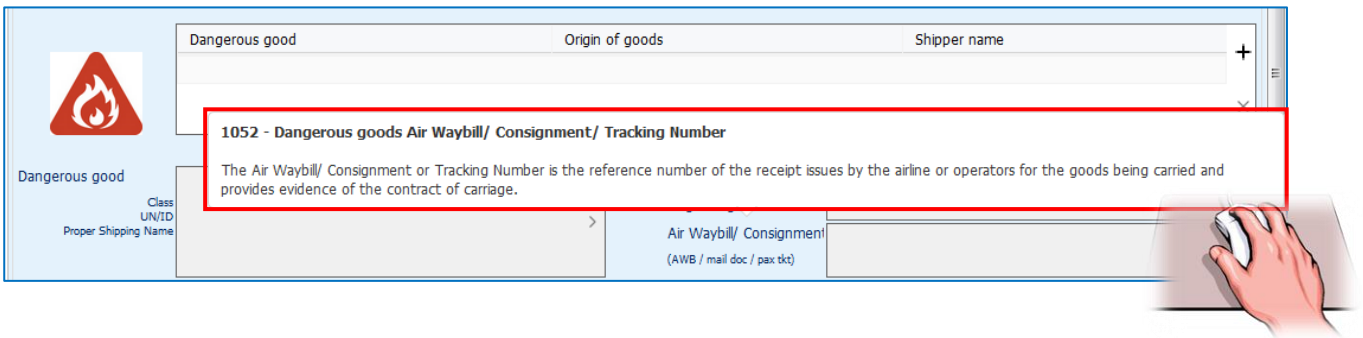 Dangerous good Origin of goods Shipper name
1052 - Dangerous goods Air Waybill/ Consignment/ Tracking Number
The Air Waybill/ Consignment or Tracking Number is the reference number of the receipt issues by the airline or operators for the goods being carried and
provides evidence of the contract of carriage.
Dangerous good
Class
UN/ID
Proper Shipping Name
Air Waybill/ Consignment
(AWB / mail doc / pax tkt)